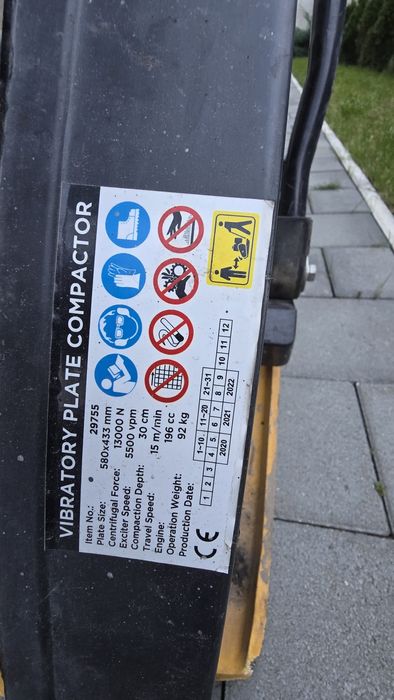 VIBRATORY PLATE COMPACTOR
Item No.: 29755
Plate Size: 580x433 mm
Centrifugal Force: 13000 N
Exciter Speed: 5500 vpm
Compaction Depth: 30 cm
Travel Speed: 15 m/min
Engine: 196 cc
Operation Weight: 92 kg
Production Date:
1-10 11-20 21-31
1 2 3 4 5 6 7 8 9 10 11 12
2020 2021 2022
CE